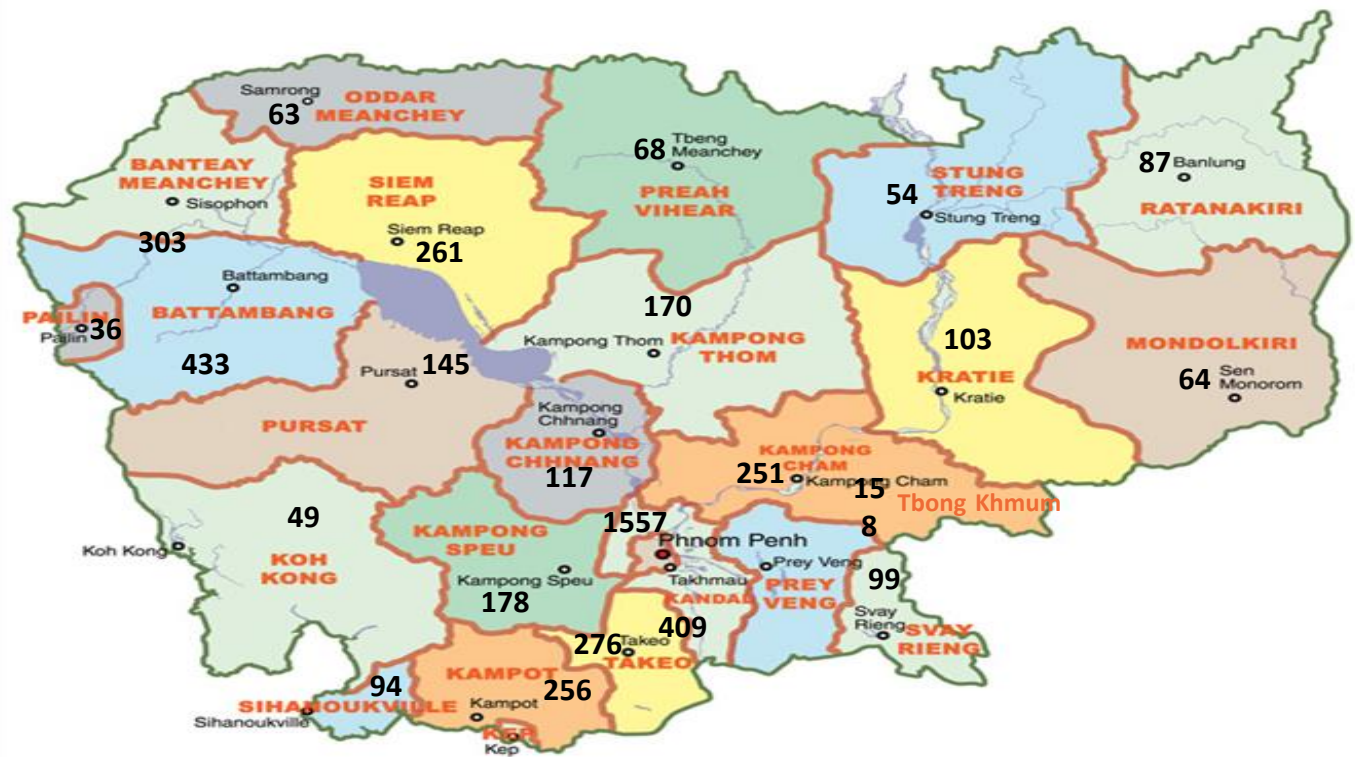 Samrong
63
ODDAR
MEANCHEY
BANTEAY
MEANCHEY
Sisophon
303
SIEM
REAP
Siem Reap
261
68
Tbeng
Meanchey
PREAH
VIHEAR
54
STUNG
TRENG
Stung Treng
87
Banlung
RATANAKIRI
Battambang
BATTAMBANG
433
PAILIN
36
Pailin
170
Kampong Thom
KAMPONG
THOM
103
KRATIE
Kratie
MONDOLKIRI
64
Sen
Monorom
145
Pursat
PURSAT
Kampong
Chhnang
KAMPONG
CHHNANG
117
KAMPONG
CHAM
251
Kampong Cham
15
8
Tbong Khmum
49
Koh Kong
KOH
KONG
KAMPONG
SPEU
Kampong Speu
178
1557
Phnom Penh
Takhmau
KANDAL
409
Prey Veng
PREY
VENG
99
Svay
Rieng
SVAY
RIENG
276
Takeo
TAKEO
94
SIHANOUKVILLE
Sihanoukville
KAMPOT
256
Kampot
KEP
Kep